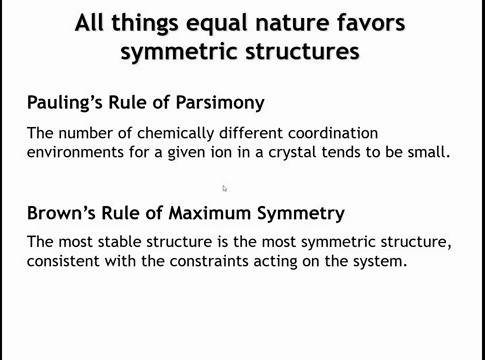 All things equal nature favors
symmetric structures
Pauling's Rule of Parsimony
The number of chemically different coordination
environments for a given ion in a crystal tends to be small.
Brown's Rule of Maximum Symmetry
The most stable structure is the most symmetric structure,
consistent with the constraints acting on the system.